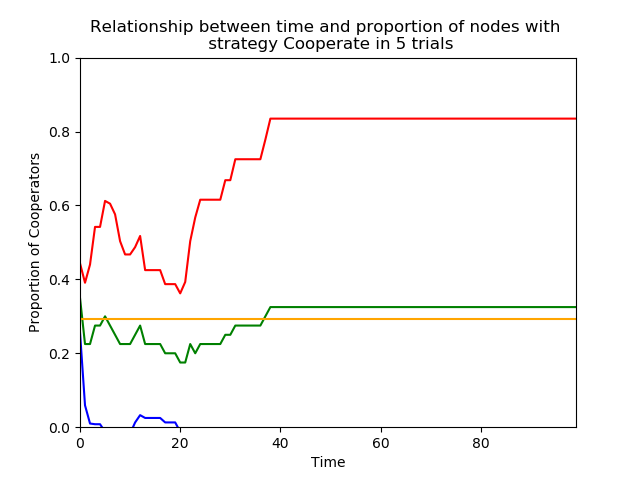 Relationship between time and proportion of nodes with
strategy Cooperate in 5 trials
1.0
0.8
0.6
0.4
0.2
0.0
Proportion of Cooperators
0 20 40 60 80
Time